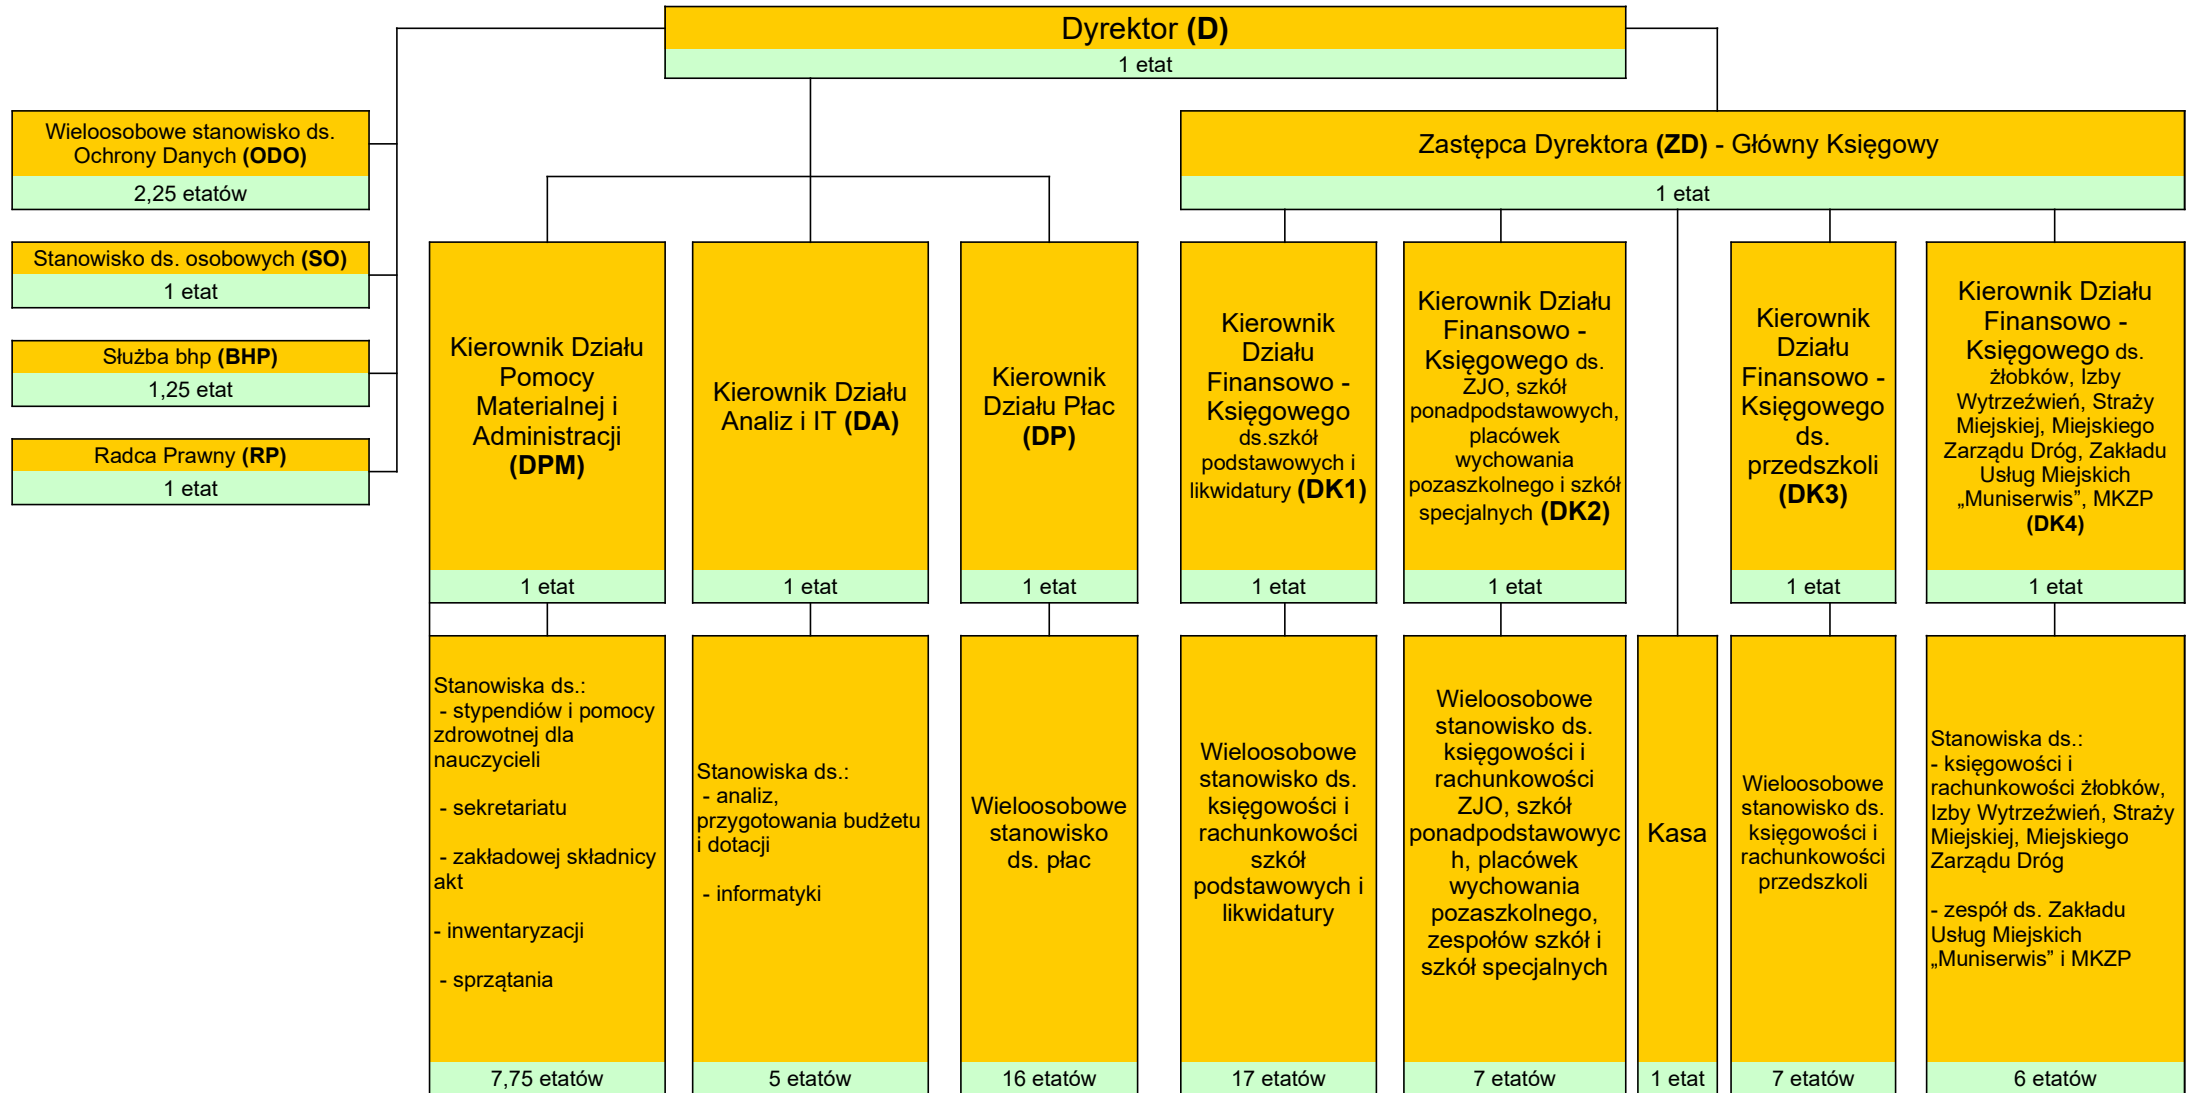 Dyrektor (D)
1 etat
Wieloosobowe stanowisko ds.
Ochrony Danych (ODO)
2,25 etatów
Stanowisko ds. osobowych (SO)
1 etat
Służba bhp (BHP)
1,25 etat
Radca Prawny (RP)
1 etat
Zastępca Dyrektora (ZD) - Główny Księgowy
1 etat
Kierownik Działu
Pomocy
Materialnej i
Administracji
(DPM)
1 etat
Kierownik Działu
Analiz i IT (DA)
1 etat
Kierownik
Działu Płac
(DP)
1 etat
Kierownik
Działu
Finansowo -
Księgowego
ds.szkół
podstawowych i
likwidatury (DK1)
1 etat
Kierownik Działu
Finansowo -
Księgowego ds.
ZJO, szkół
ponadpodstawowych,
placówek
wychowania
pozaszkolnego i szkół
specjalnych (DK2)
1 etat
Kierownik
Działu
Finansowo -
Księgowego
ds.
przedszkoli
(DK3)
1 etat
Kierownik Działu
Finansowo -
Księgowego ds.
żłobków, Izby
Wytrzeźwień, Straży
Miejskiej, Miejskiego
Zarządu Dróg, Zakładu
Usług Miejskich
„Muniserwis”, MKZP
(DK4)
1 etat
Stanowiska ds.:
- stypendiów i pomocy
zdrowotnej dla
nauczycieli
- sekretariatu
- zakładowej składnicy
akt
- inwentaryzacji
- sprzątania
7,75 etatów
Stanowiska ds.:
- analiz,
przygotowania budżetu
i dotacji
- informatyki
5 etatów
Wieloosobowe
stanowisko
ds. płac
16 etatów
Wieloosobowe
stanowisko ds.
księgowości i
rachunkowości
szkół
podstawowych i
likwidatury
17 etatów
Wieloosobowe
stanowisko ds.
księgowości i
rachunkowości
ZJO, szkół
ponadpodstawowyc
h, placówek
wychowania
pozaszkolnego,
zespołów szkół i
szkół specjalnych
7 etatów
Kasa
1 etat
Wieloosobowe
stanowisko ds.
księgowości i
rachunkowości
przedszkoli
7 etatów
Stanowiska ds.:
- księgowości i
rachunkowości żłobków,
Izby Wytrzeźwień, Straży
Miejskiej, Miejskiego
Zarządu Dróg
- zespół ds. Zakładu
Usług Miejskich
„Muniserwis” i MKZP
6 etatów